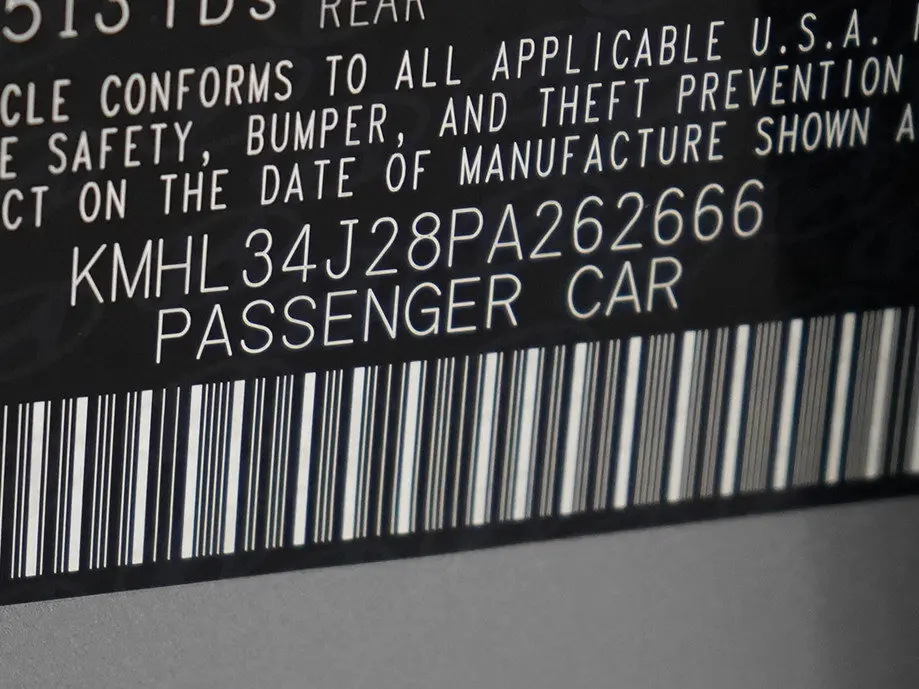 REAR
CLE CONFORMS TO ALL APPLICABLE U.S.A.
E SAFETY, BUMPER, AND THEFT PREVENTION
CT ON THE DATE OF MANUFACTURE SHOWN A
KMHL34J28PA262666
PASSENGER CAR